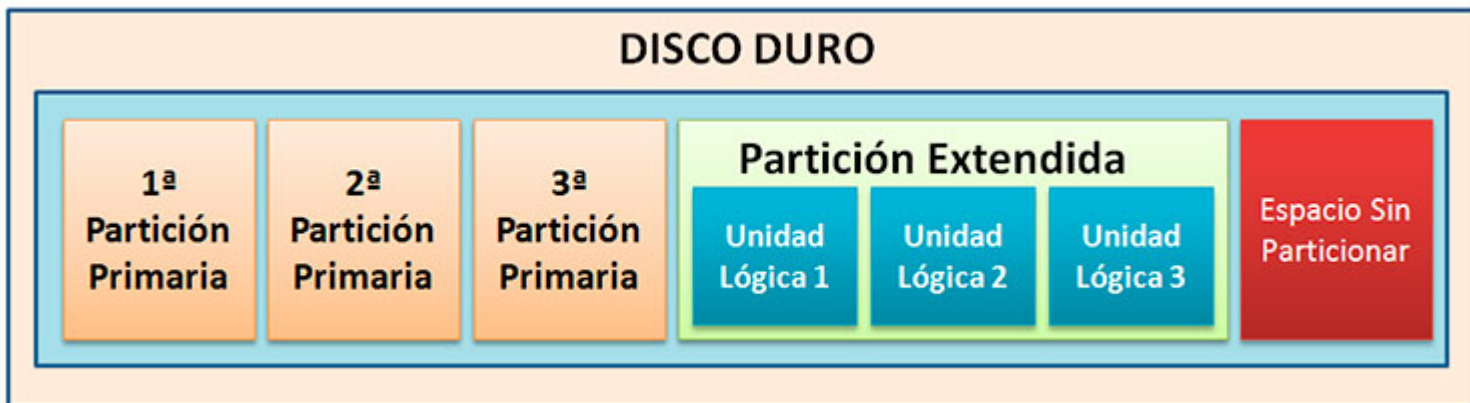 DISCO DURO
1ª
Partición
Primaria
2ª
Partición
Primaria
3ª
Partición
Primaria
Partición Extendida
Unidad
Lógica 1
Unidad
Lógica 2
Unidad
Lógica 3
Espacio Sin
Particionar